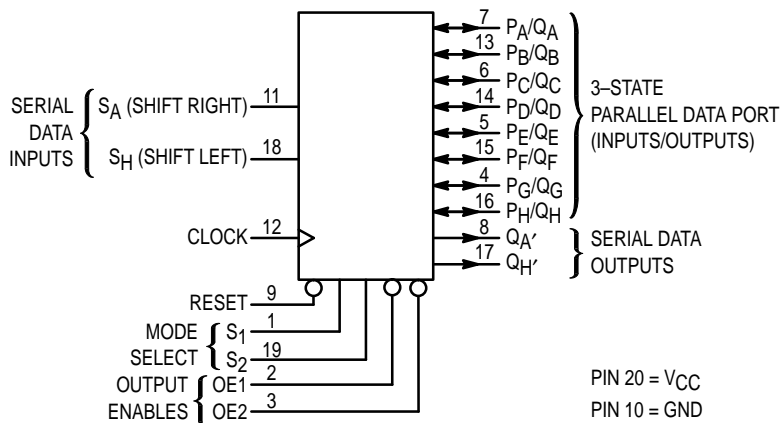 SERIAL
DATA
INPUTS
SA (SHIFT RIGHT) 11
SH (SHIFT LEFT) 18
CLOCK 12
RESET 9
MODE
SELECT
S1 1
S2 19
OUTPUT
ENABLES
OE1 2
OE2 3
7 PA/QA
13 PB/QB
6 PC/QC
14 PD/QD
5 PE/QE
15 PF/QF
4 PG/QG
16 PH/QH
3–STATE
PARALLEL DATA PORT
(INPUTS/OUTPUTS)
8 QA′
17 QH′
SERIAL DATA
OUTPUTS
PIN 20 = VCC
PIN 10 = GND